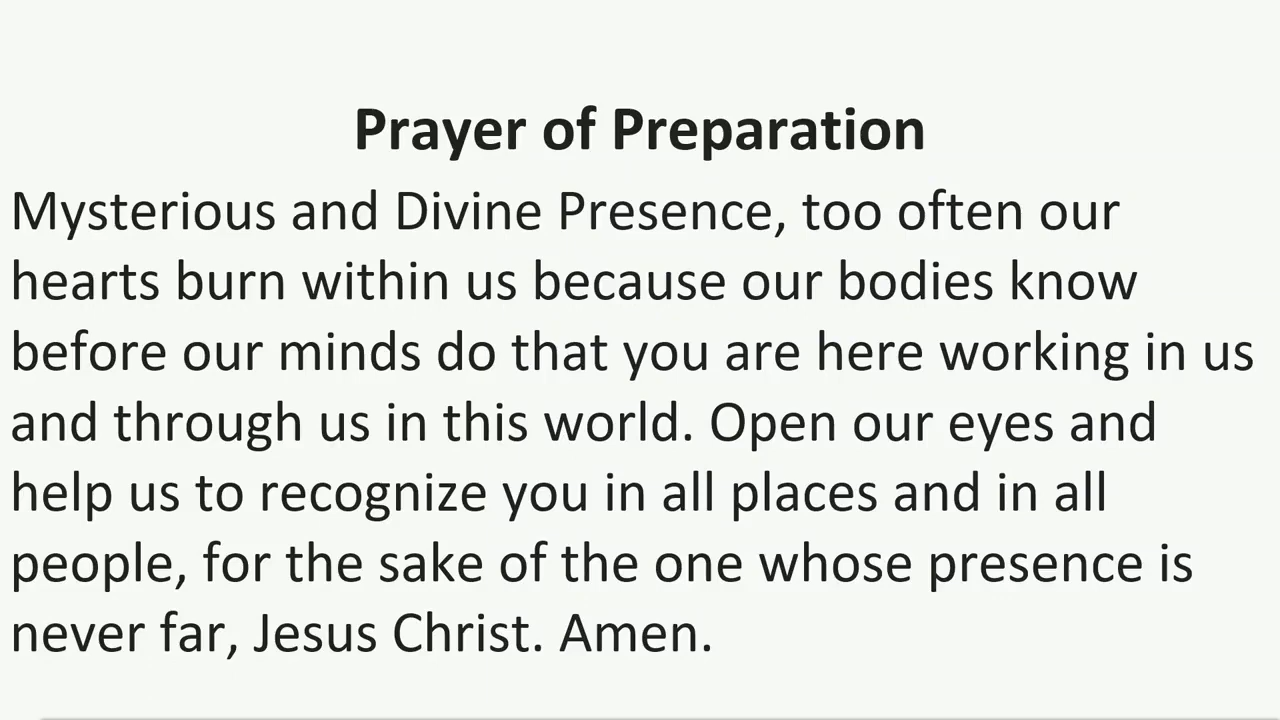 Prayer of Preparation
Mysterious and Divine Presence, too often our
hearts burn within us because our bodies know
before our minds do that you are here working in us
and through us in this world. Open our eyes and
help us to recognize you in all places and in all
people, for the sake of the one whose presence is
never far, Jesus Christ. Amen.